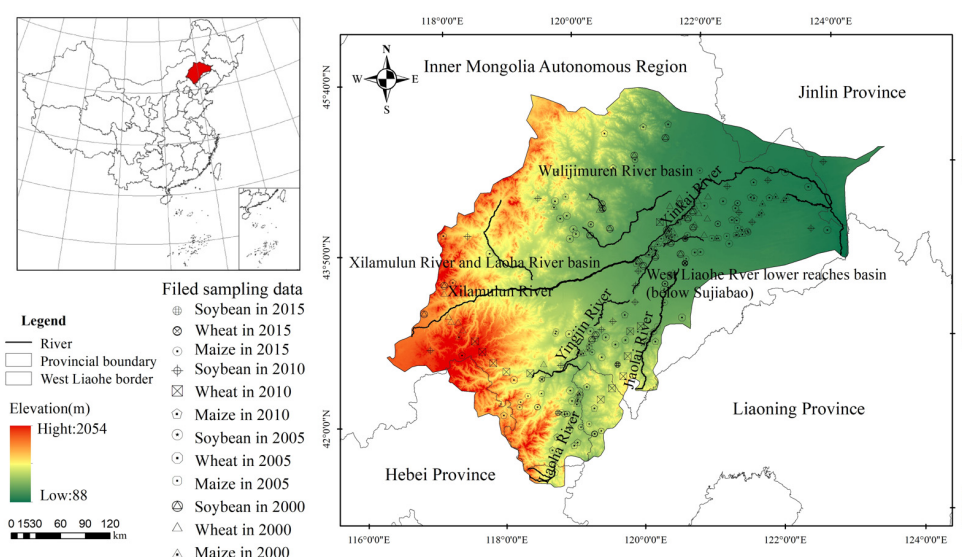 118°0'0"E 120°0'0"E 122°0'0"E 124°0'0"E
N
W E
S
Inner Mongolia Autonomous Region
Jinlin Province
45°40'0"N
Wulijimuren River basin
Xinkai River
43°50'0"N
Xilamulun River and Laoha River basin
West Liaohe Rver lower reaches basin
(below Sujiabao)
Xilamulun River
Yingjin River
Jiaolai River
Liaoning Province
42°0'0"N
Laoha River
Hebei Province
116°0'0"E 118°0'0"E 120°0'0"E 122°0'0"E 124°0'0"E
Filed sampling data
Soybean in 2015
Wheat in 2015
Maize in 2015
Soybean in 2010
Wheat in 2010
Maize in 2010
Soybean in 2005
Wheat in 2005
Maize in 2005
Soybean in 2000
Wheat in 2000
Maize in 2000
Legend
River
Provincial boundary
West Liaohe border
Elevation(m)
Hight:2054
Low:88
0 1530 60 90 120
km